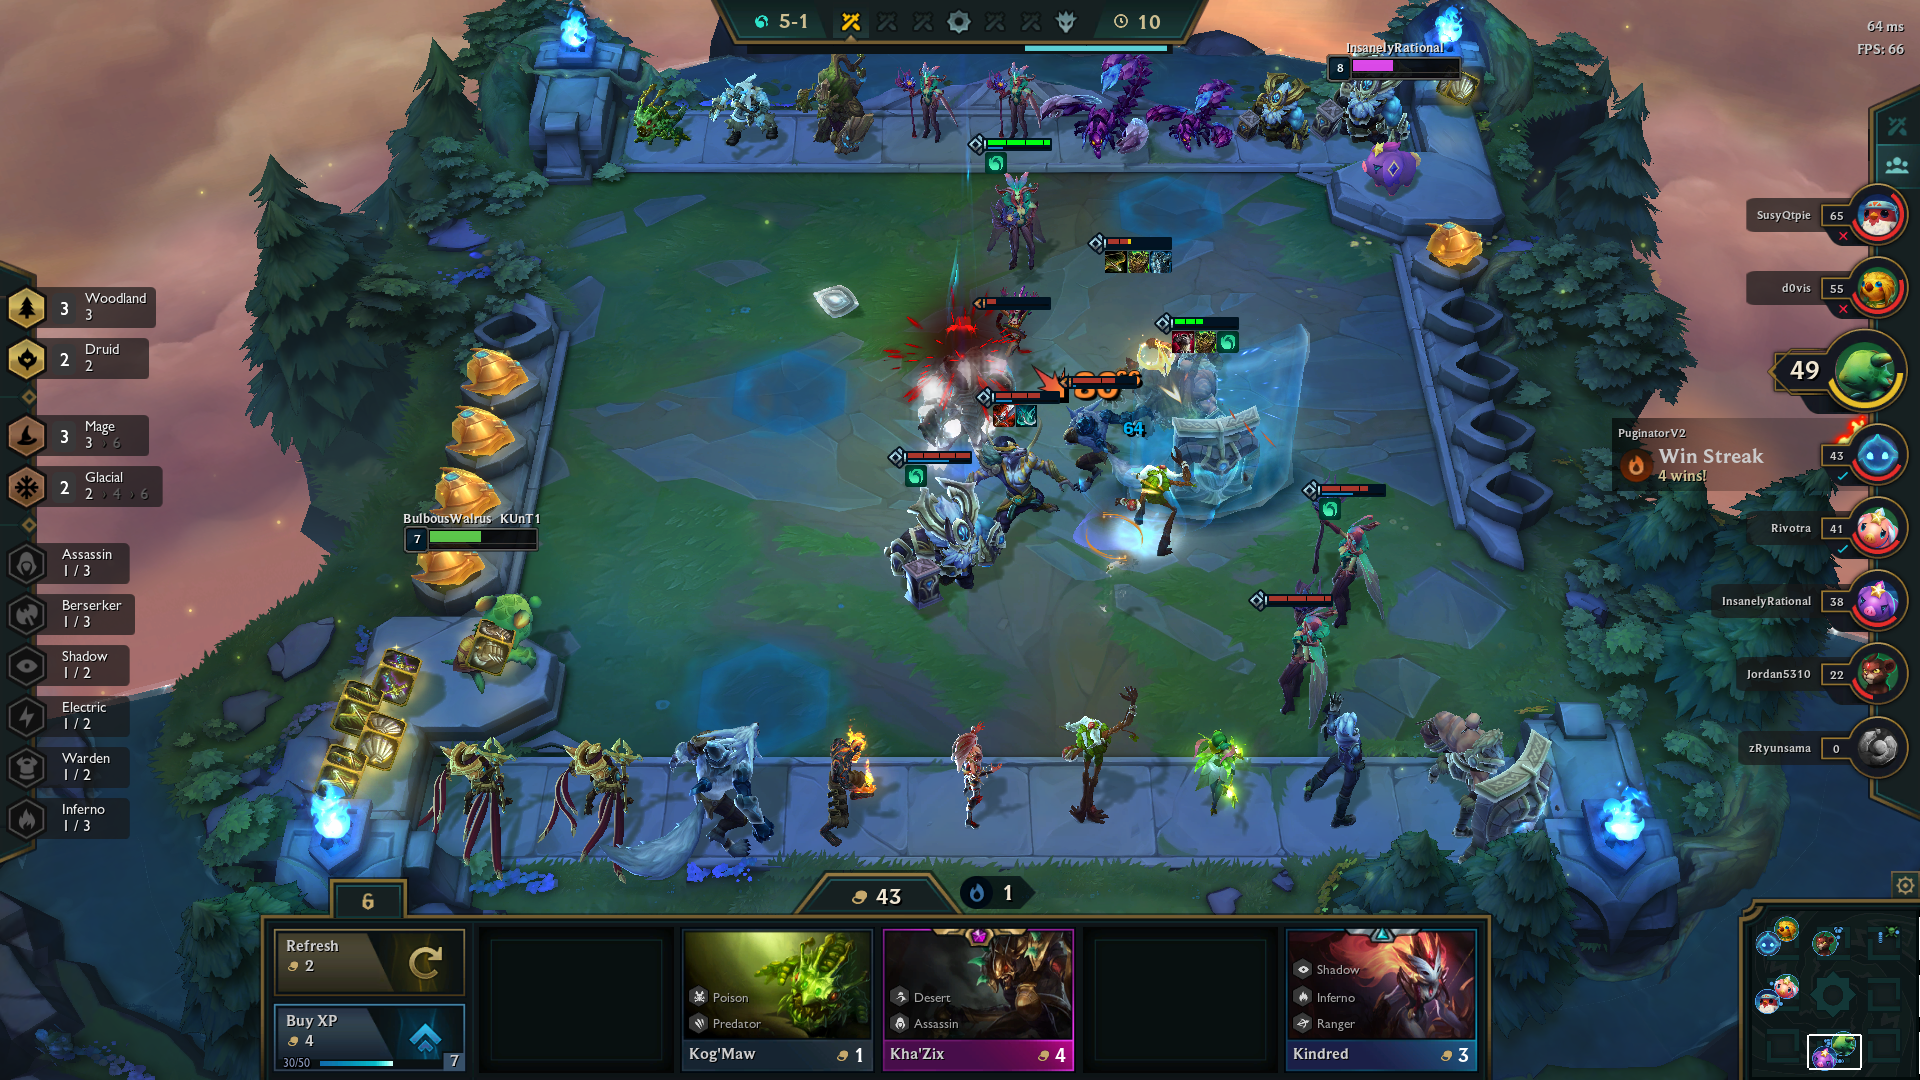 5-1
10
64 ms
FPS: 66
InsanelyRational
8
SusyQtpie
65
d0vis
55
49
PuginatorV2
Win Streak
4 wins!
43
Rivotra
41
InsanelyRational
38
Jordan5310
22
zRyunsama
0
3
Woodland
3
2
Druid
2
3
Mage
3 › 6
2
Glacial
2 › 4 › 6
Assassin
1 / 3
Berserker
1 / 3
Shadow
1 / 2
Electric
1 / 2
Warden
1 / 2
Inferno
1 / 3
64
BulbousWalrus KUnT1
7
6
43
1
Refresh
2
Buy XP
4
30/50
7
Poison
Predator
Kog'Maw
1
Desert
Assassin
Kha'Zix
4
Shadow
Inferno
Ranger
Kindred
3